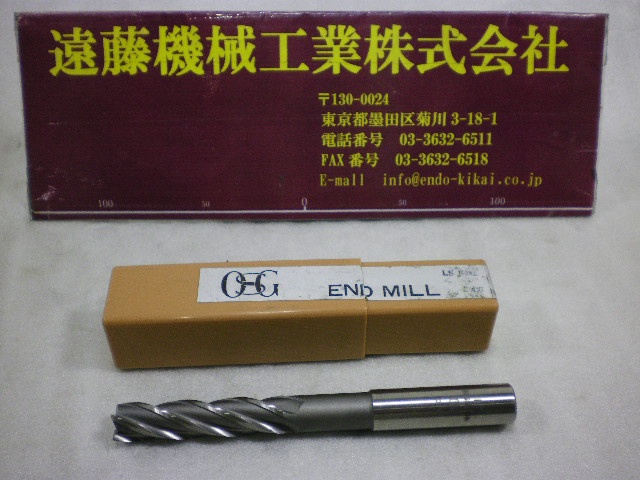 遠藤機械工業株式会社
〒130-0024
東京都墨田区菊川 3-18-1
電話番号 03-3632-6511
FAX 番号 03-3632-6518
E-mall info@endo-kikai.co.jp
100 50 0 50 100
OSG
END MILL